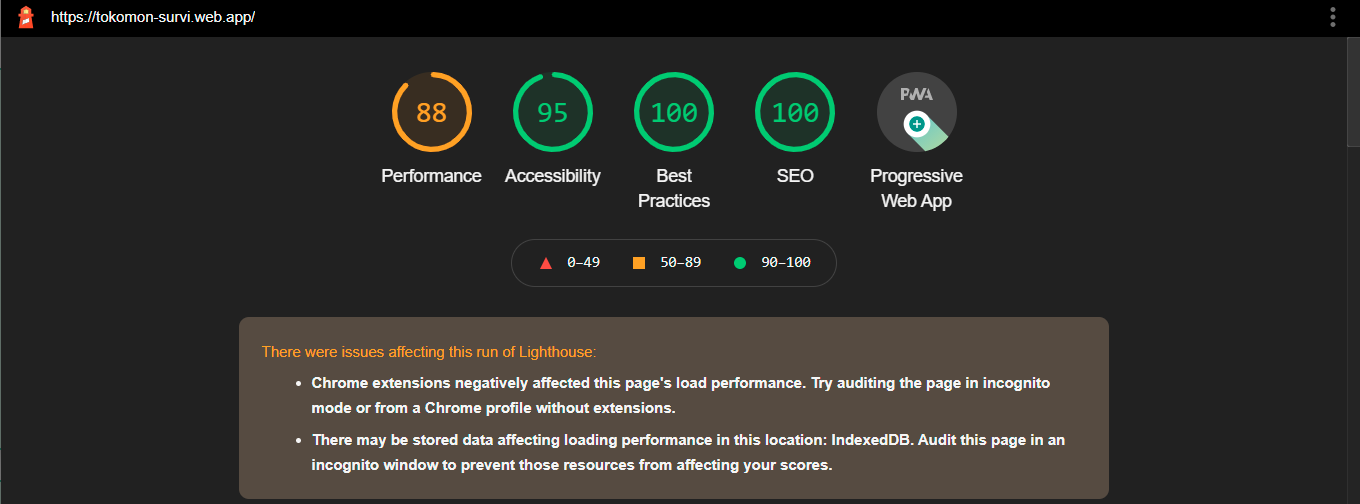 https://tokomon-survi.web.app/
88 95 100 100 PWA
Performance Accessibility Best Practices SEO Progressive Web App
0–49 50–89 90–100
There were issues affecting this run of Lighthouse:
• Chrome extensions negatively affected this page's load performance. Try auditing the page in incognito
mode or from a Chrome profile without extensions.
• There may be stored data affecting loading performance in this location: IndexedDB. Audit this page in an
incognito window to prevent those resources from affecting your scores.